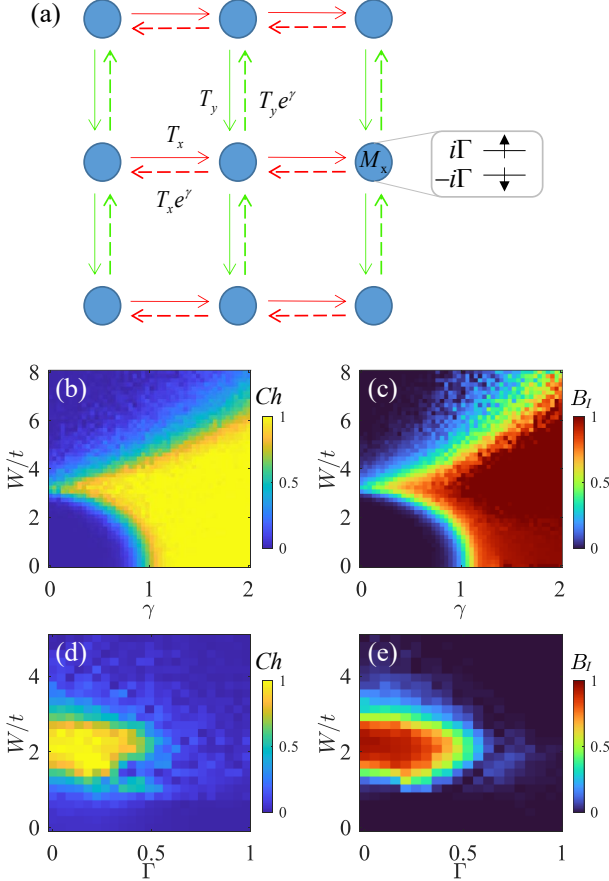 (a)
T_y T_y e^γ
T_x
M_x
iΓ
−iΓ
T_x e^γ
(b) Ch (c) B_I
8 6 4 2 0
W/t
1 0.5 0
0 1 2
γ
8 6 4 2 0
W/t
1 0.5 0
0 1 2
γ
(d) Ch (e) B_I
4 2 0
W/t
1 0.5 0
0 0.5 1
Γ
4 2 0
W/t
1 0.5 0
0 0.5 1
Γ